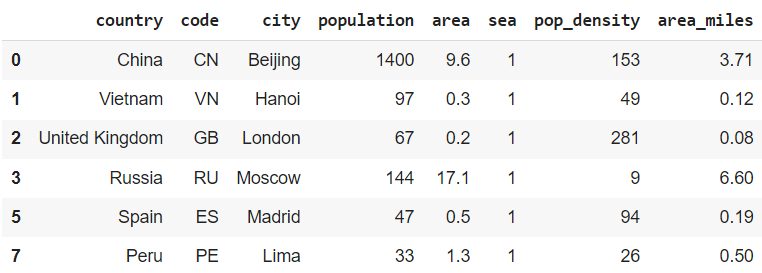 country code city population area sea pop_density area_miles
0 China CN Beijing 1400 9.6 1 153 3.71
1 Vietnam VN Hanoi 97 0.3 1 49 0.12
2 United Kingdom GB London 67 0.2 1 281 0.08
3 Russia RU Moscow 144 17.1 1 9 6.60
5 Spain ES Madrid 47 0.5 1 94 0.19
7 Peru PE Lima 33 1.3 1 26 0.50